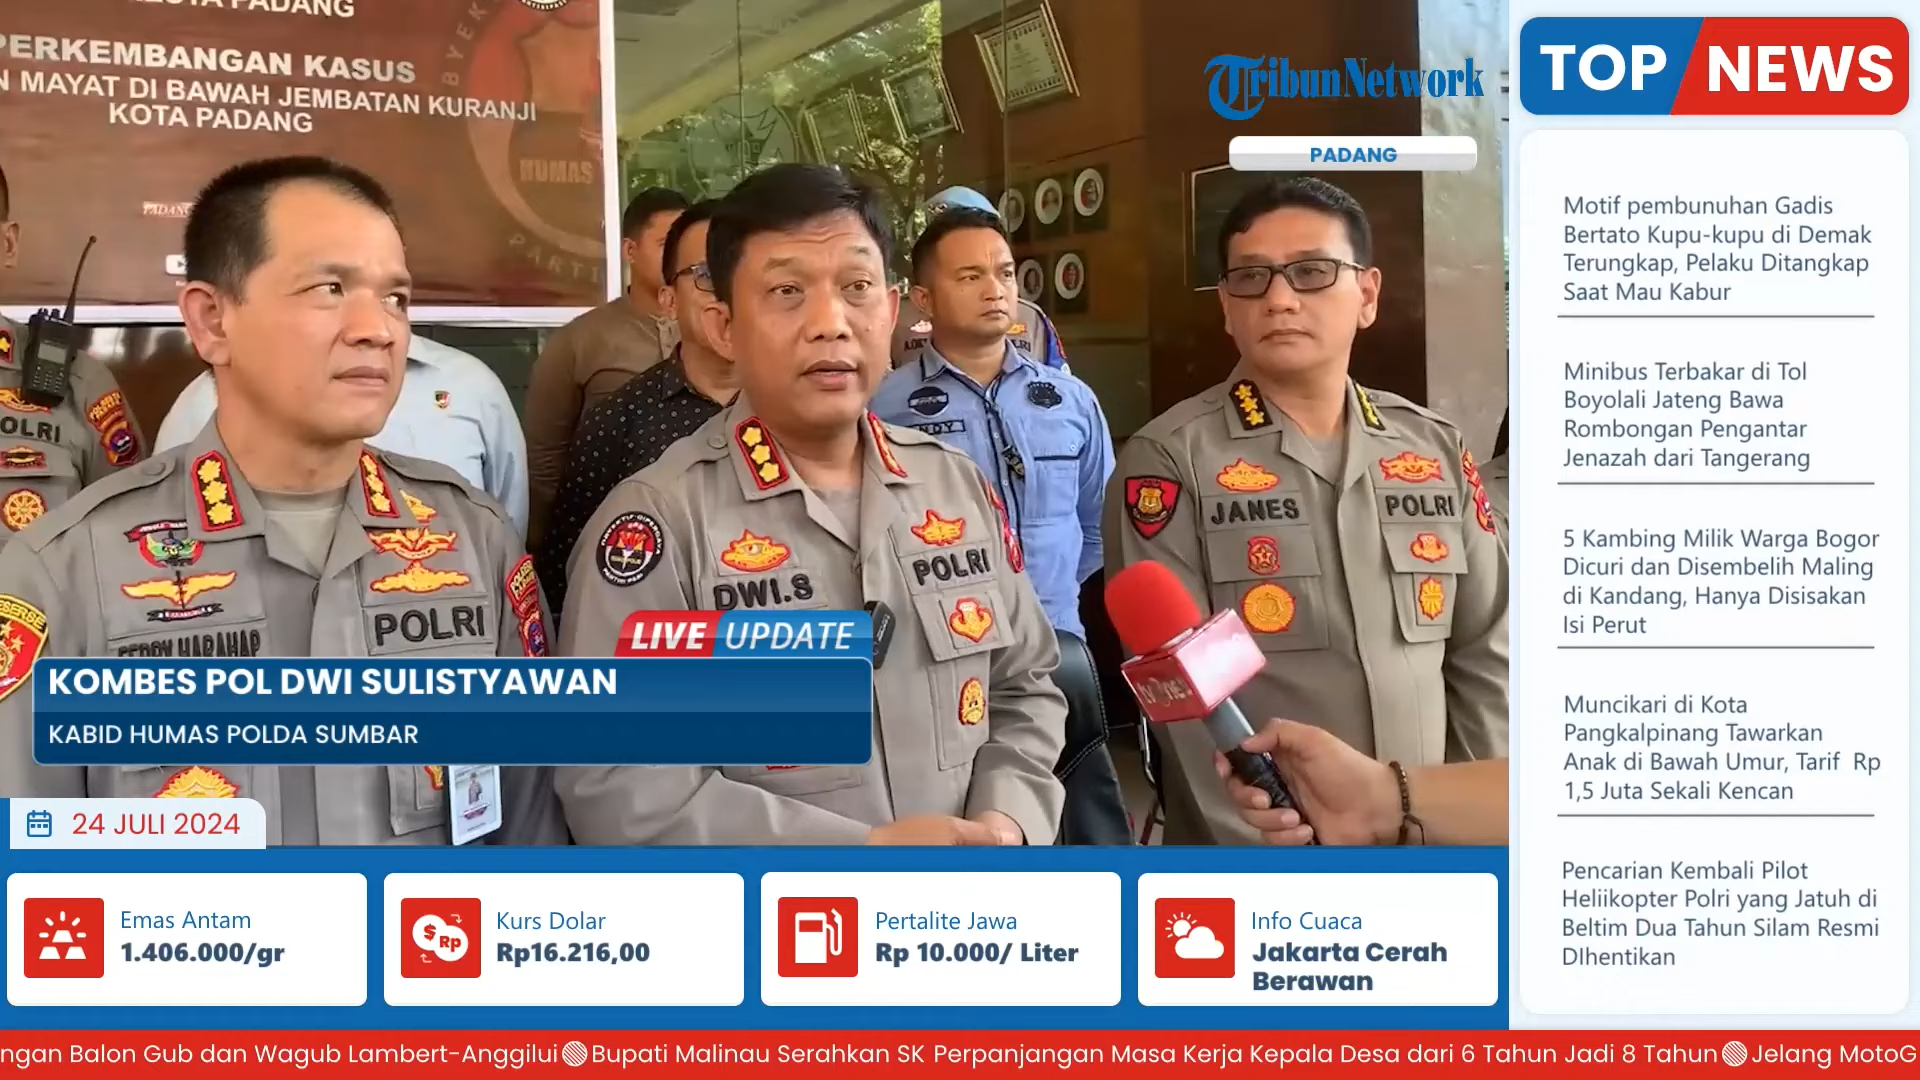 KOTA PADANG
PERKEMBANGAN KASUS
MAYAT DI BAWAH JEMBATAN KURANJI
KOTA PADANG
HUMAS
TribunNetwork
PADANG
TOP NEWS
Motif pembunuhan Gadis
Bertato Kupu-kupu di Demak
Terungkap, Pelaku Ditangkap
Saat Mau Kabur
Minibus Terbakar di Tol
Boyolali Jateng Bawa
Rombongan Pengantar
Jenazah dari Tangerang
5 Kambing Milik Warga Bogor
Dicuri dan Disembelih Maling
di Kandang, Hanya Disisakan
Isi Perut
Muncikari di Kota
Pangkalpinang Tawarkan
Anak di Bawah Umur, Tarif Rp
1,5 Juta Sekali Kencan
Pencarian Kembali Pilot
Heliikopter Polri yang Jatuh di
Beltim Dua Tahun Silam Resmi
DIhentikan
POLRI
DWI.S
POLRI
JANES
POLRI
tvOne
LIVE UPDATE
KOMBES POL DWI SULISTYAWAN
KABID HUMAS POLDA SUMBAR
24 JULI 2024
Emas Antam
1.406.000/gr
Kurs Dolar
Rp16.216,00
Pertalite Jawa
Rp 10.000/ Liter
Info Cuaca
Jakarta Cerah
Berawan
ngan Balon Gub dan Wagub Lambert-Anggilui Bupati Malinau Serahkan SK Perpanjangan Masa Kerja Kepala Desa dari 6 Tahun Jadi 8 Tahun Jelang MotoG